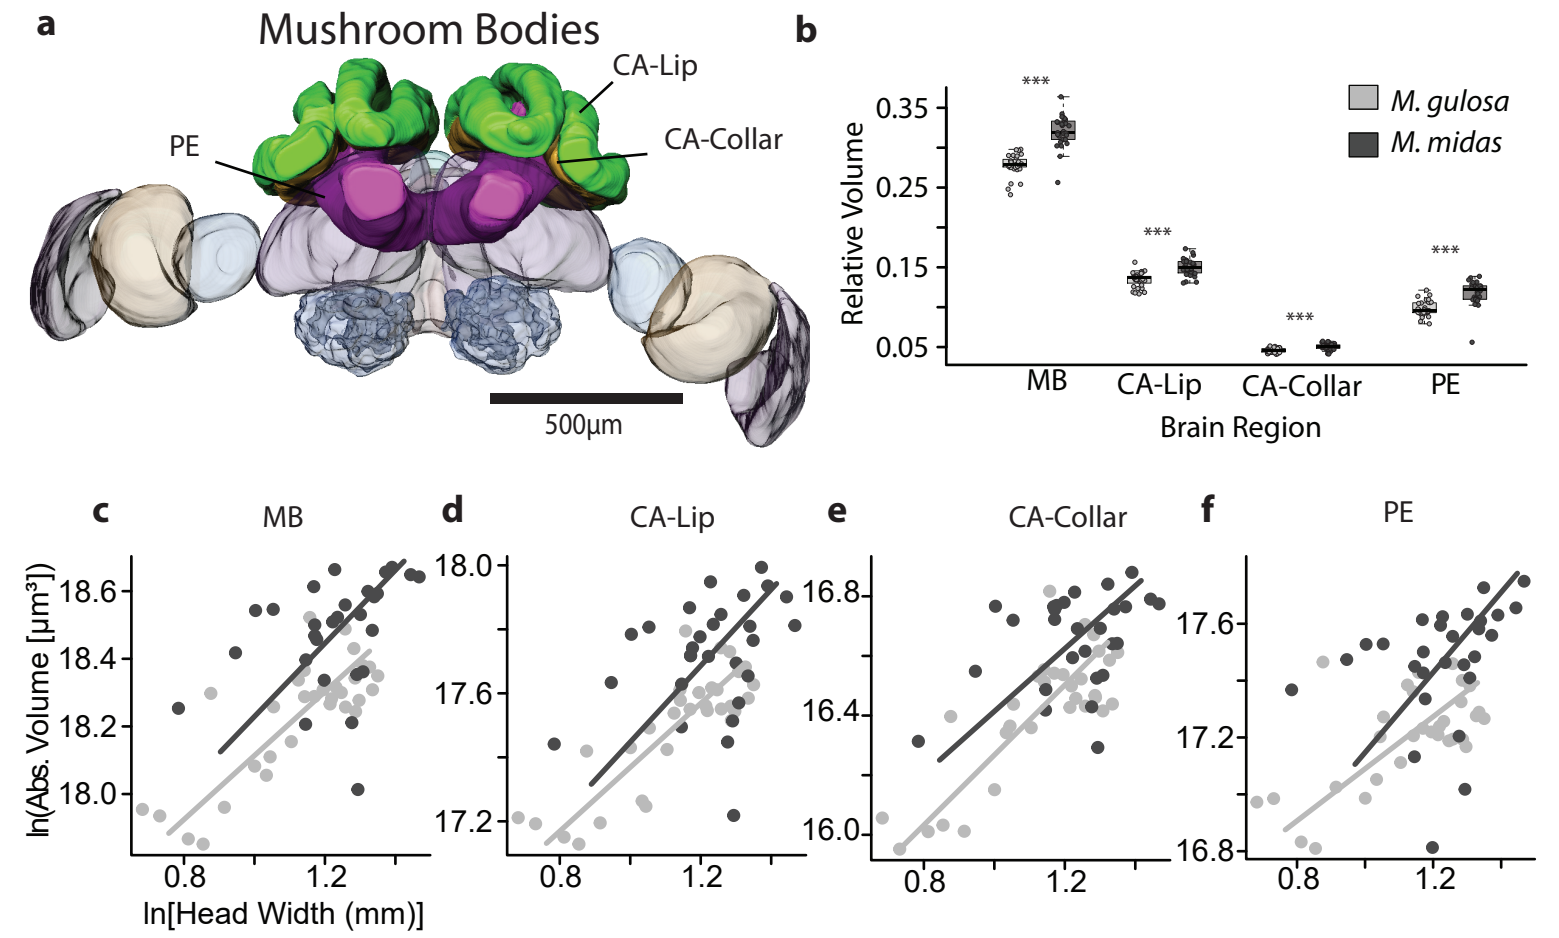 a
Mushroom Bodies
CA-Lip
PE
CA-Collar
500µm
b
***
***
***
***
M. gulosa
M. midas
Relative Volume
0.35
0.25
0.15
0.05
MB
CA-Lip
CA-Collar
PE
Brain Region
c
MB
ln(Abs. Volume [µm³])
18.6
18.4
18.2
18.0
0.8
1.2
ln[Head Width (mm)]
d
CA-Lip
18.0
17.6
17.2
0.8
1.2
e
CA-Collar
16.8
16.4
16.0
0.8
1.2
f
PE
17.6
17.2
16.8
0.8
1.2